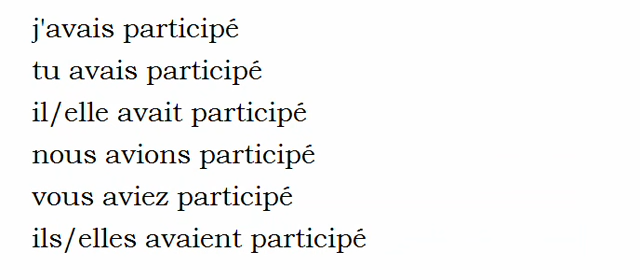 j'avais participé
tu avais participé
il/elle avait participé
nous avions participé
vous aviez participé
ils/elles avaient participé